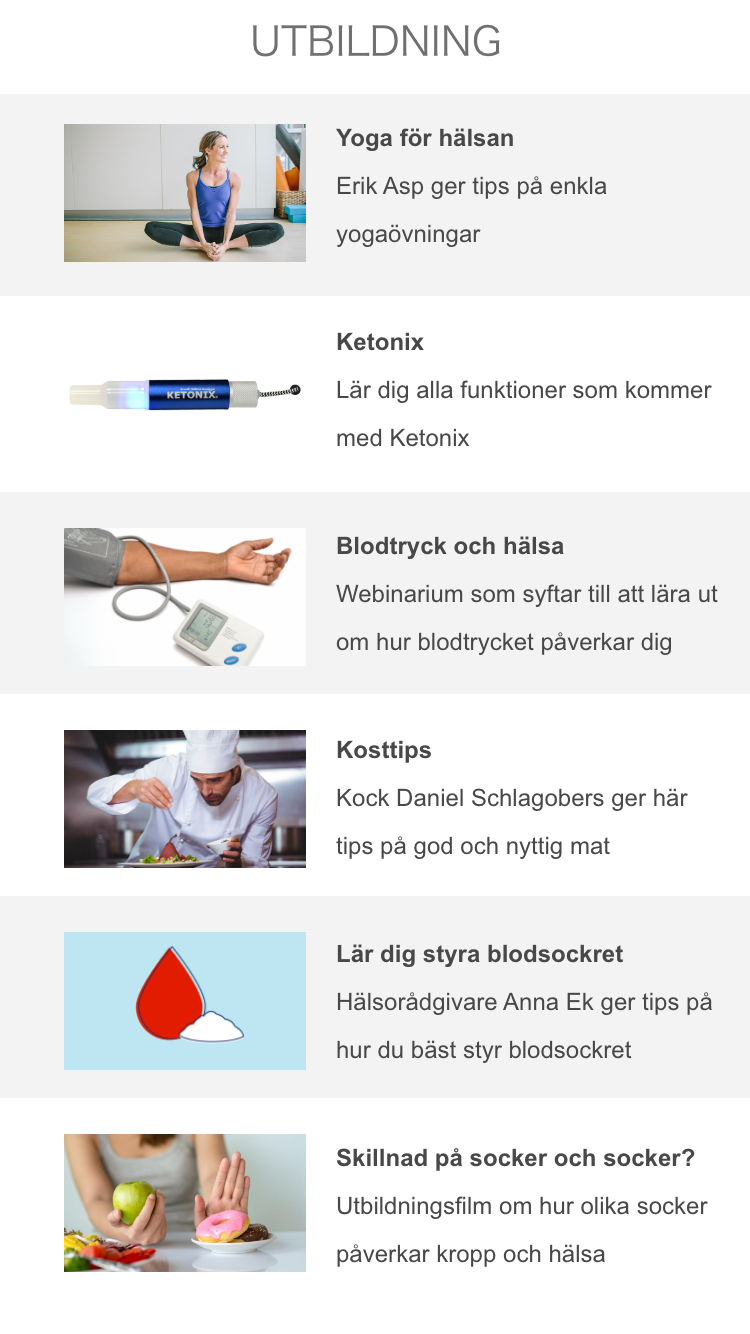 UTBILDNING
Yoga för hälsan
Erik Asp ger tips på enkla
yogaövningar
Ketonix
Lär dig alla funktioner som kommer
med Ketonix
KETONIX.
Blodtryck och hälsa
Webinarium som syftar till att lära ut
om hur blodtrycket påverkar dig
Kosttips
Kock Daniel Schlagobers ger här
tips på god och nyttig mat
Lär dig styra blodsockret
Hälsorådgivare Anna Ek ger tips på
hur du bäst styr blodsockret
Skillnad på socker och socker?
Utbildningsfilm om hur olika socker
påverkar kropp och hälsa